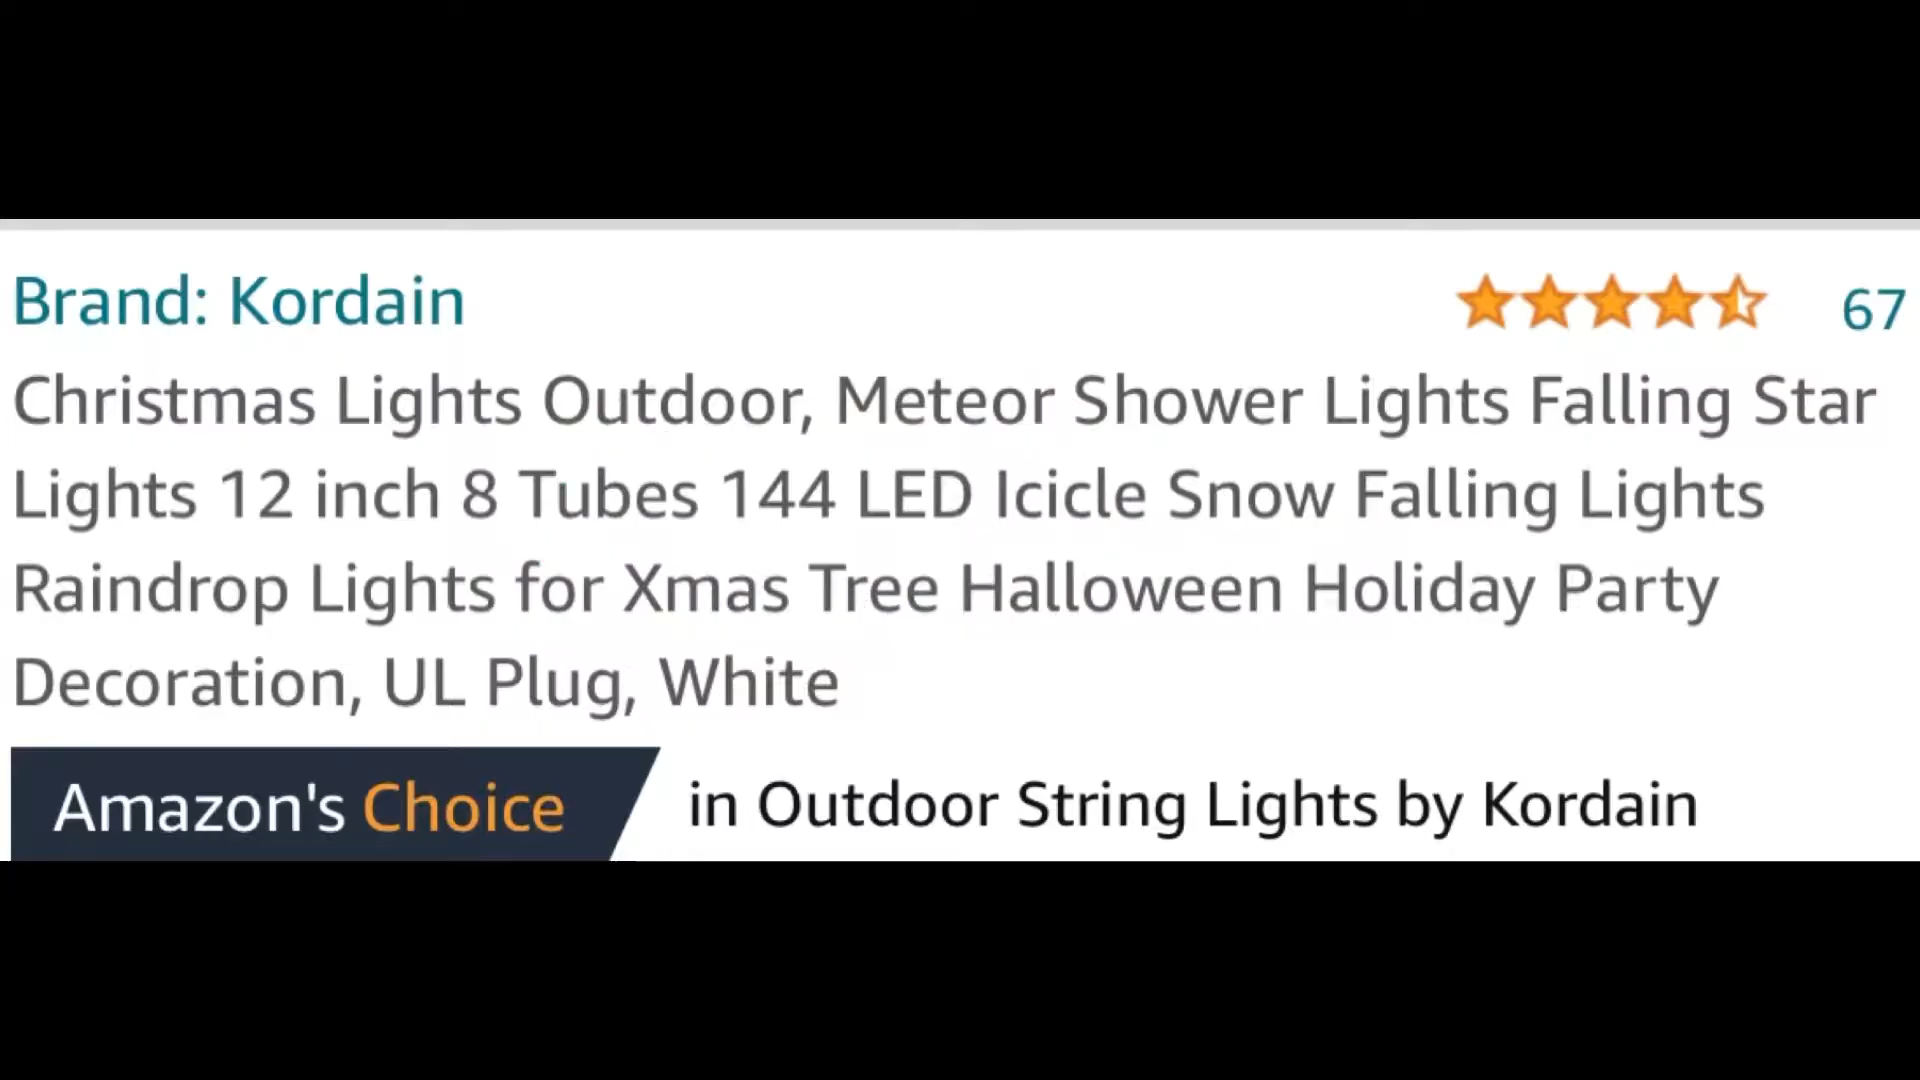 Brand: Kordain 67
Christmas Lights Outdoor, Meteor Shower Lights Falling Star
Lights 12 inch 8 Tubes 144 LED Icicle Snow Falling Lights
Raindrop Lights for Xmas Tree Halloween Holiday Party
Decoration, UL Plug, White
Amazon's Choice in Outdoor String Lights by Kordain